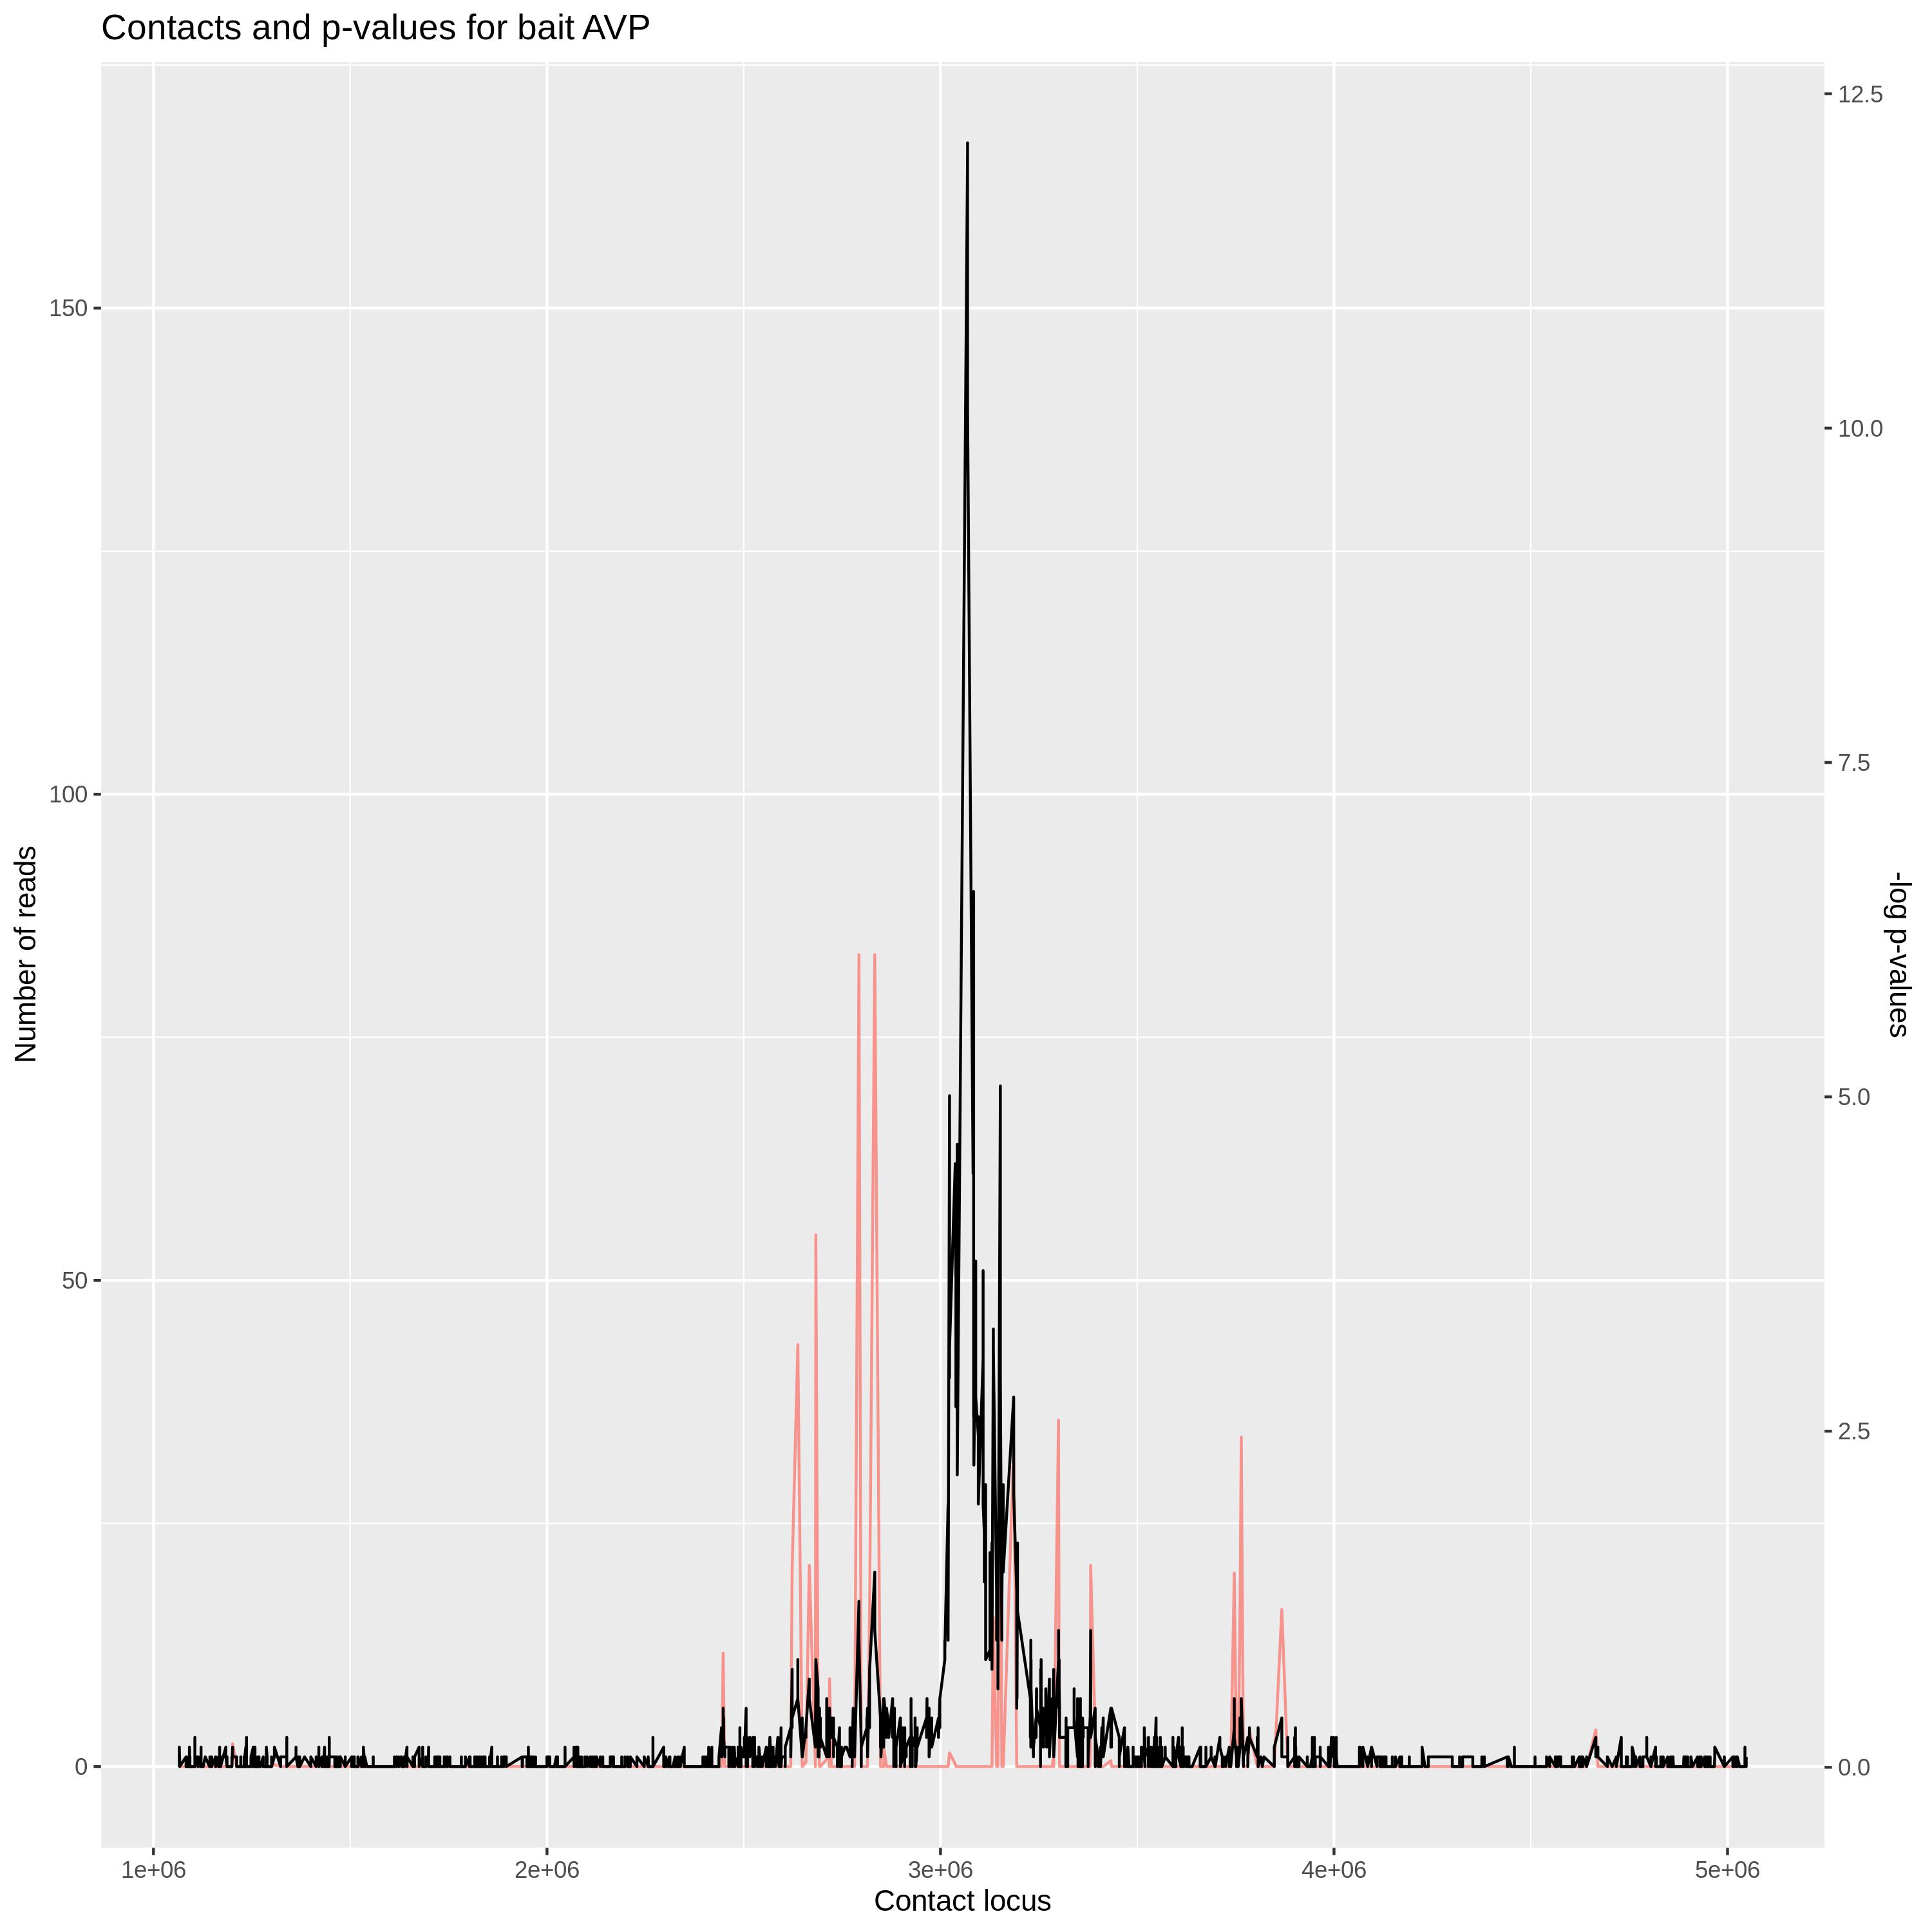 Contacts and p-values for bait AVP
12.5
150
10.0
7.5
100
Number of reads
-log p-values
5.0
50
2.5
0
0.0
1e+06
2e+06
3e+06
4e+06
5e+06
Contact locus